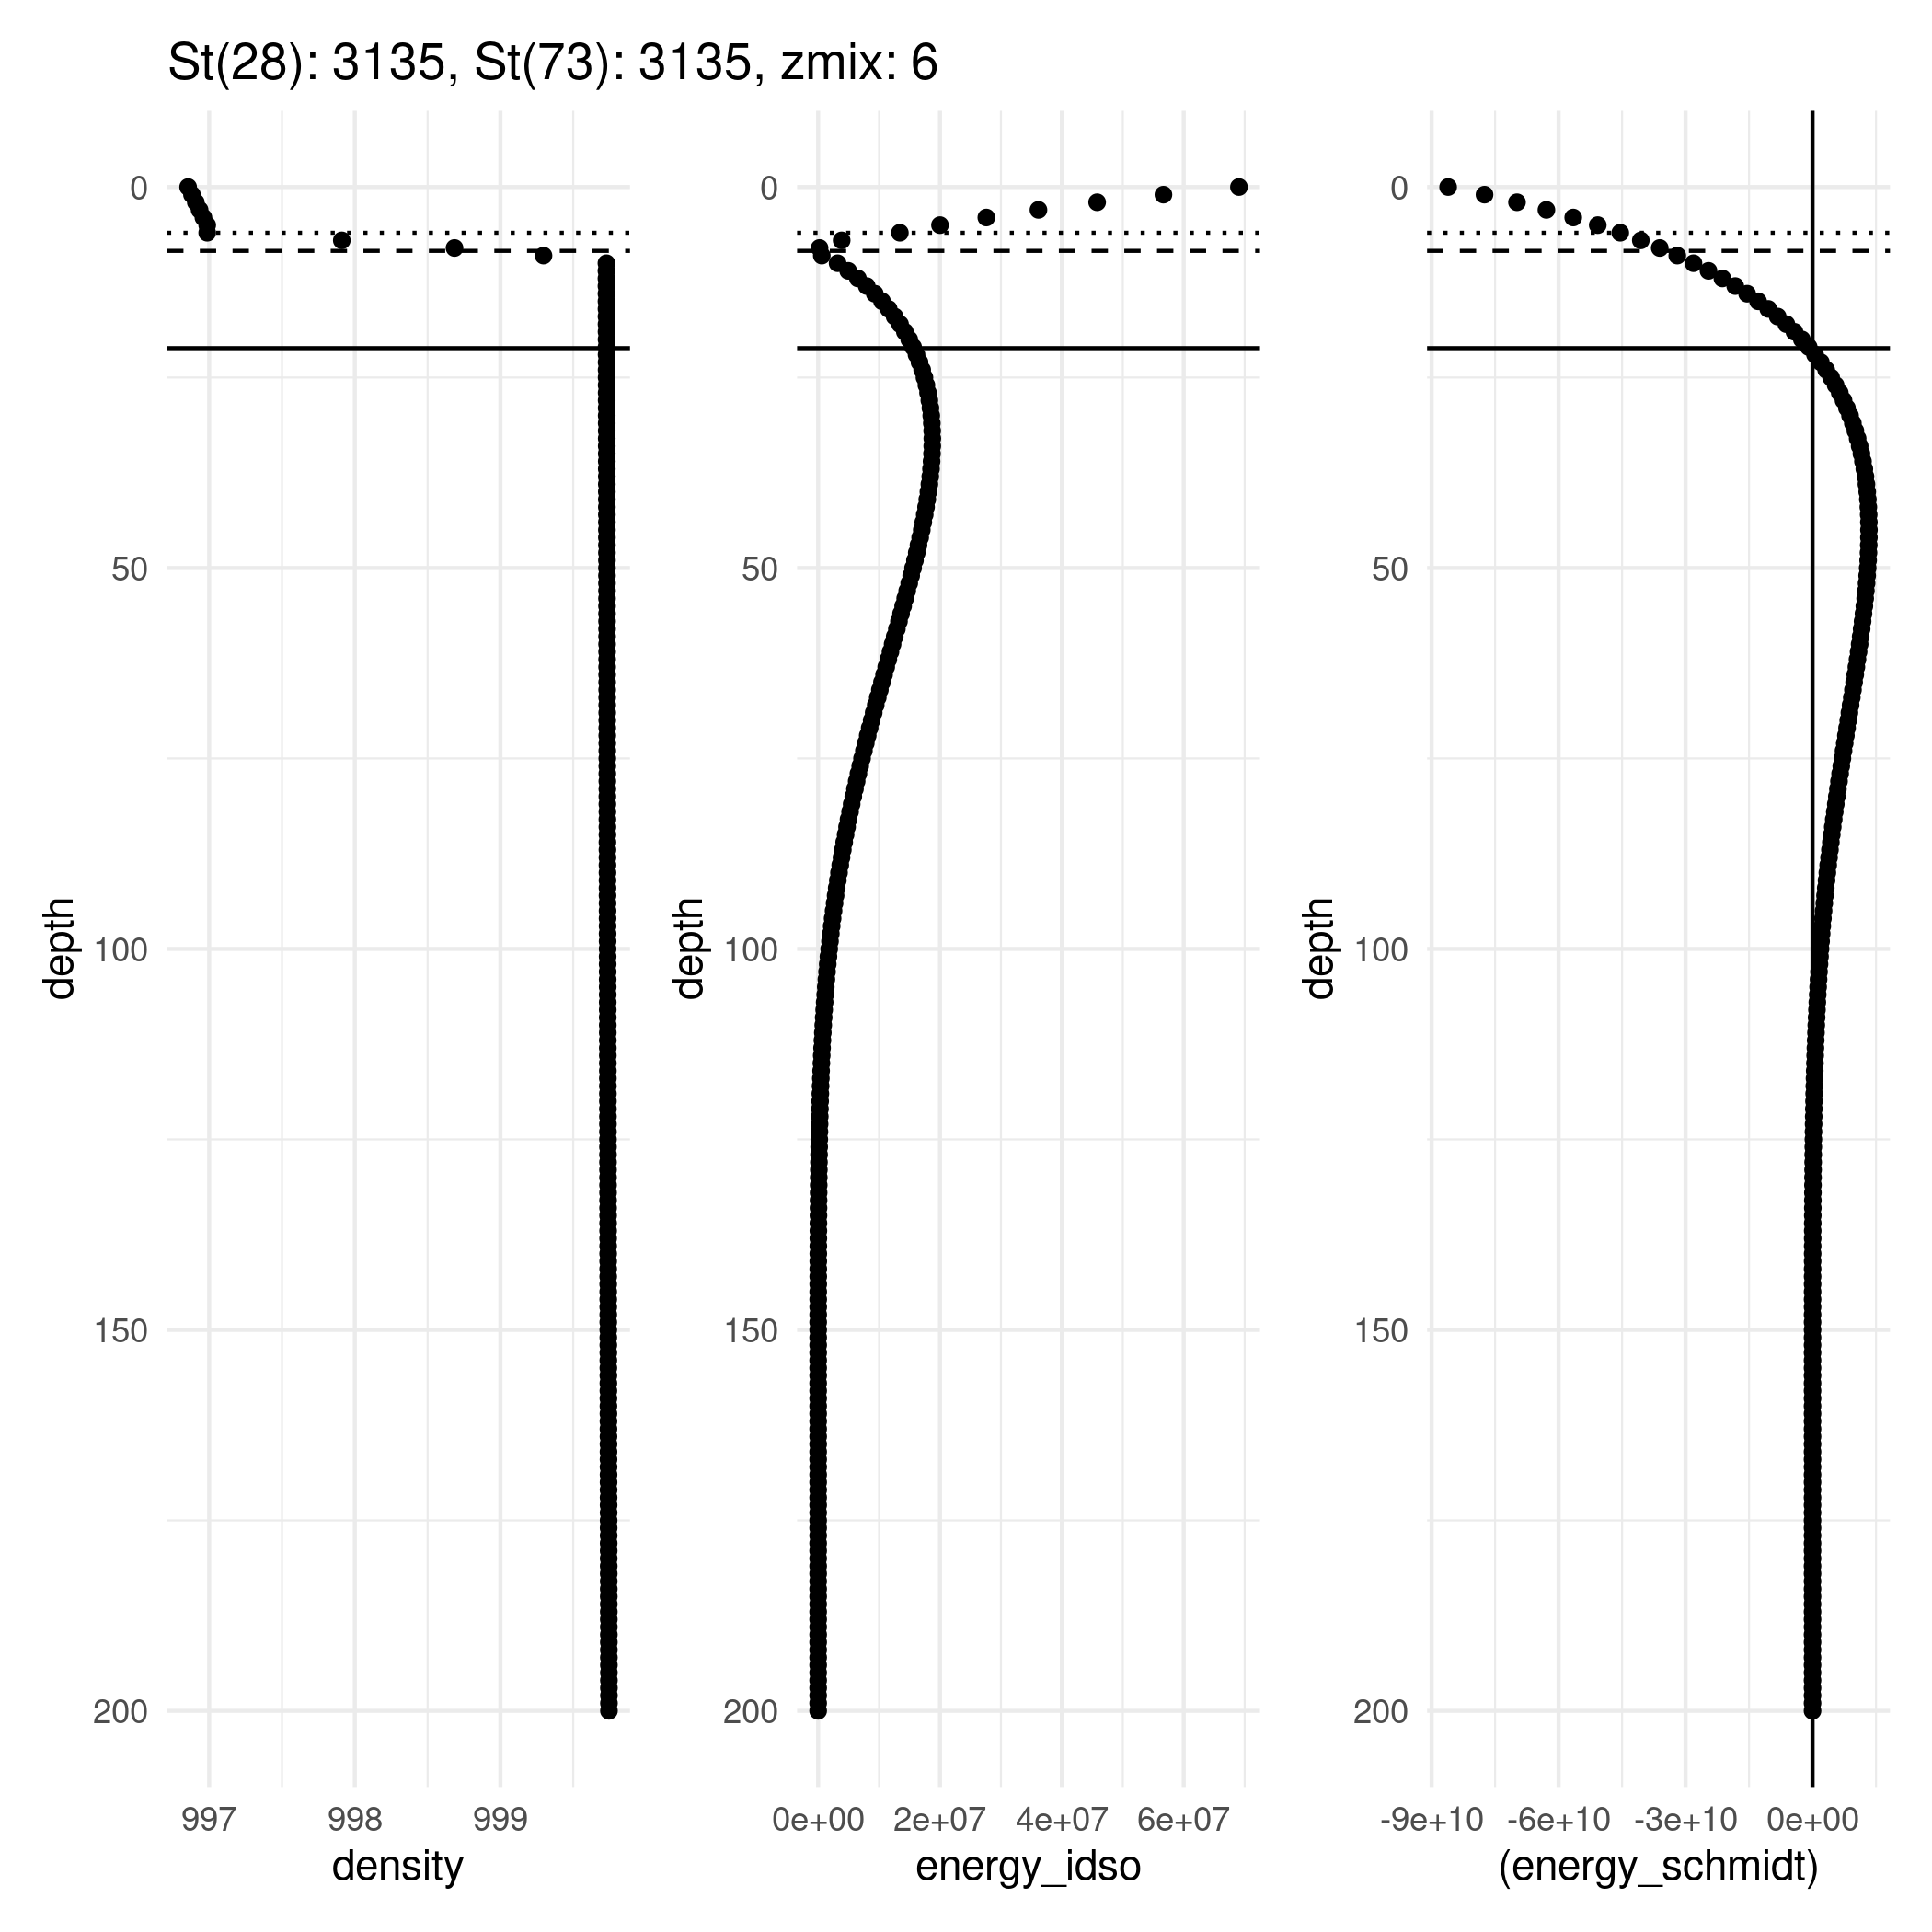 St(28): 3135, St(73): 3135, zmix: 6
0
50
100
150
200
depth
997 998 999
density
0
50
100
150
200
depth
0e+00 2e+07 4e+07 6e+07
energy_idso
0
50
100
150
200
depth
-9e+10 -6e+10 -3e+10 0e+00
(energy_schmidt)